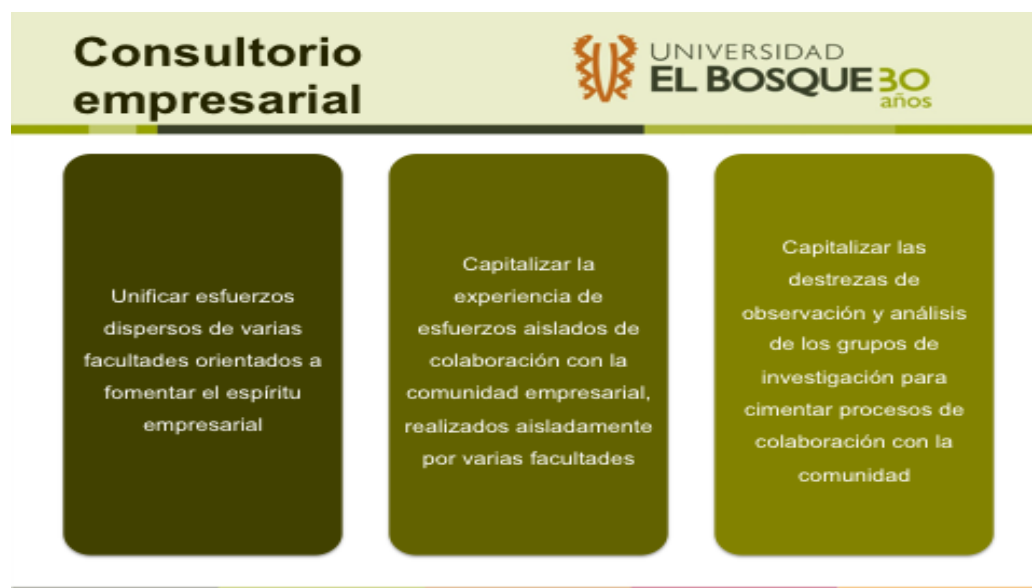 Consultorio
empresarial
UNIVERSIDAD
EL BOSQUE 30
años
Unificar esfuerzos
dispersos de varias
facultades orientados a
fomentar el espíritu
empresarial
Capitalizar la
experiencia de
esfuerzos aislados de
colaboración con la
comunidad empresarial,
realizados aisladamente
por varias facultades
Capitalizar las
destrezas de
observación y análisis
de los grupos de
investigación para
cimentar procesos de
colaboración con la
comunidad